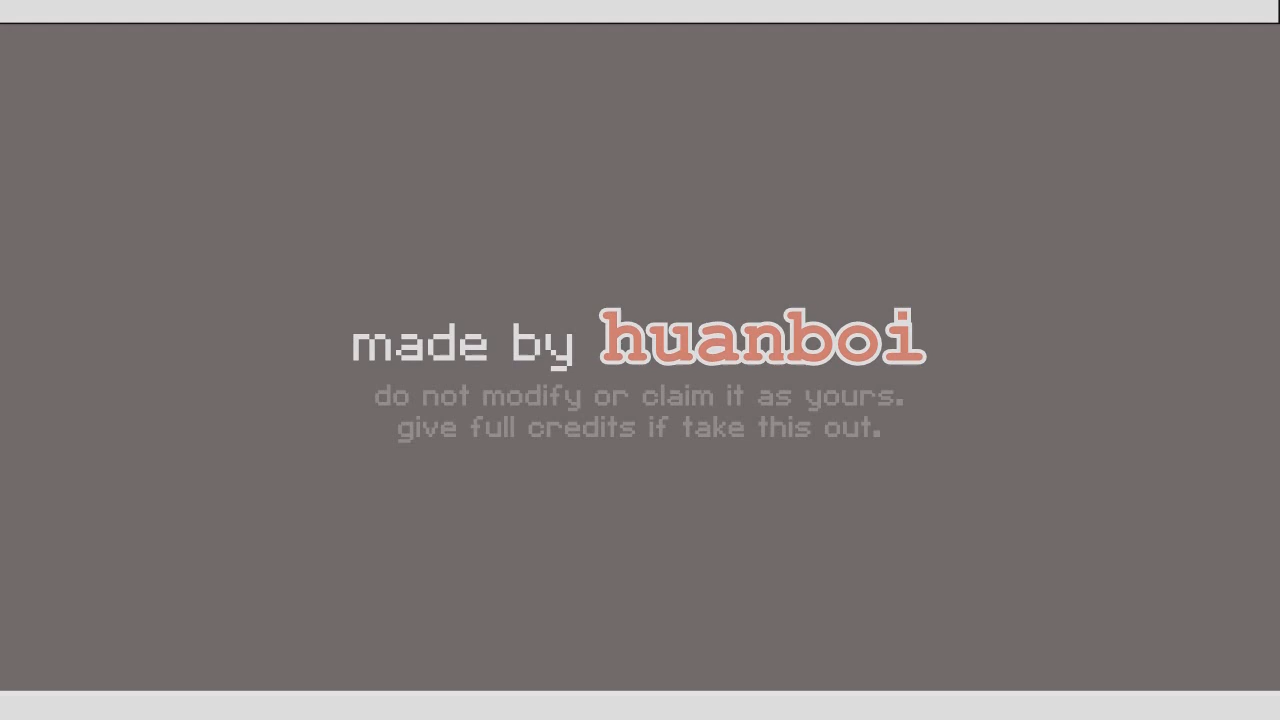 made by huanboi
do not modify or claim it as yours.
give full credits if take this out.